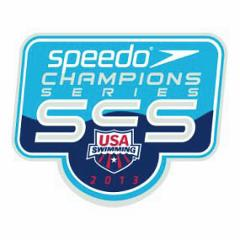 speedo
CHAMPIONS
SERIES
SCS
USA
SWIMMING
2013